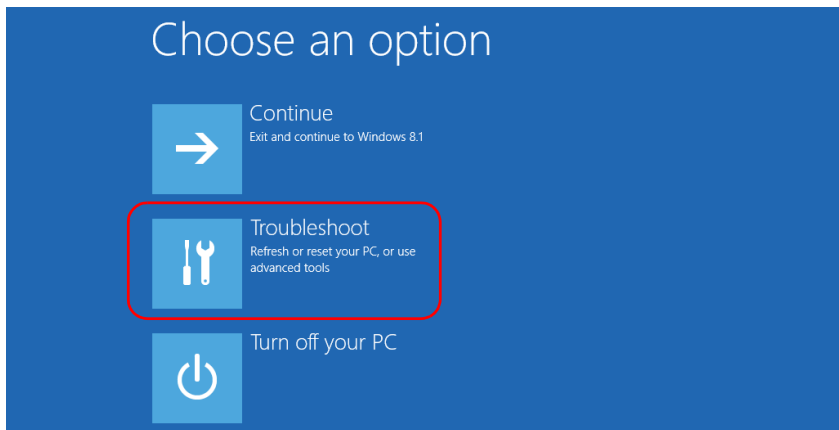 Choose an option
Continue
Exit and continue to Windows 8.1
Troubleshoot
Refresh or reset your PC, or use
advanced tools
Turn off your PC